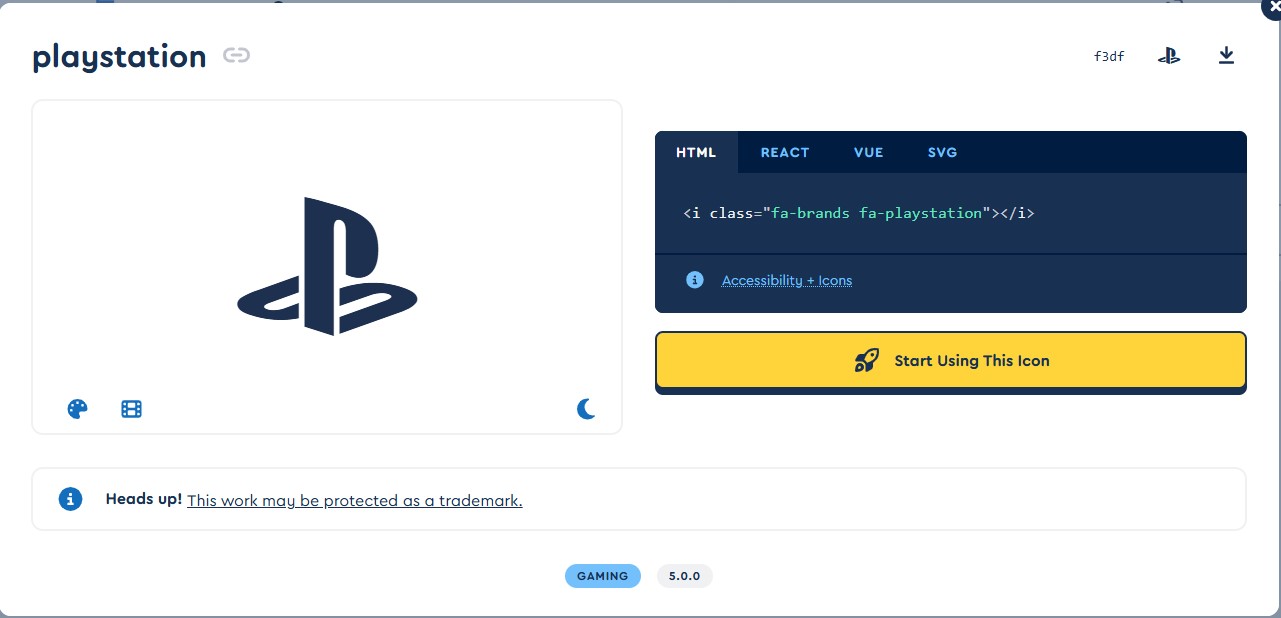 playstation
f3df
HTML REACT VUE SVG
<i class="fa-brands fa-playstation"></i>
Accessibility + Icons
Start Using This Icon
Heads up! This work may be protected as a trademark.
GAMING 5.0.0